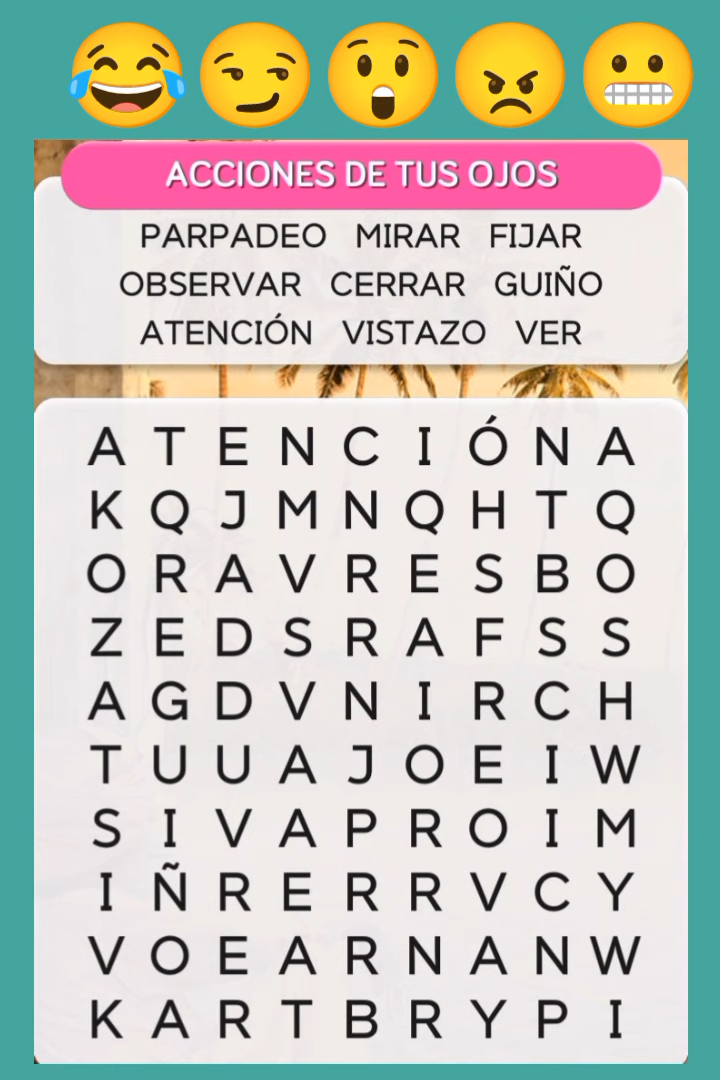 ACCIONES DE TUS OJOS
PARPADEO MIRAR FIJAR
OBSERVAR CERRAR GUIÑO
ATENCIÓN VISTAZO VER
A T E N C I Ó N A
K Q J M N Q H T Q
O R A V R E S B O
Z E D S R A F S S
A G D V N I R C H
T U U A J O E I W
S I V A P R O I M
I Ñ R E R R V C Y
V O E A R N A N W
K A R T B R Y P I